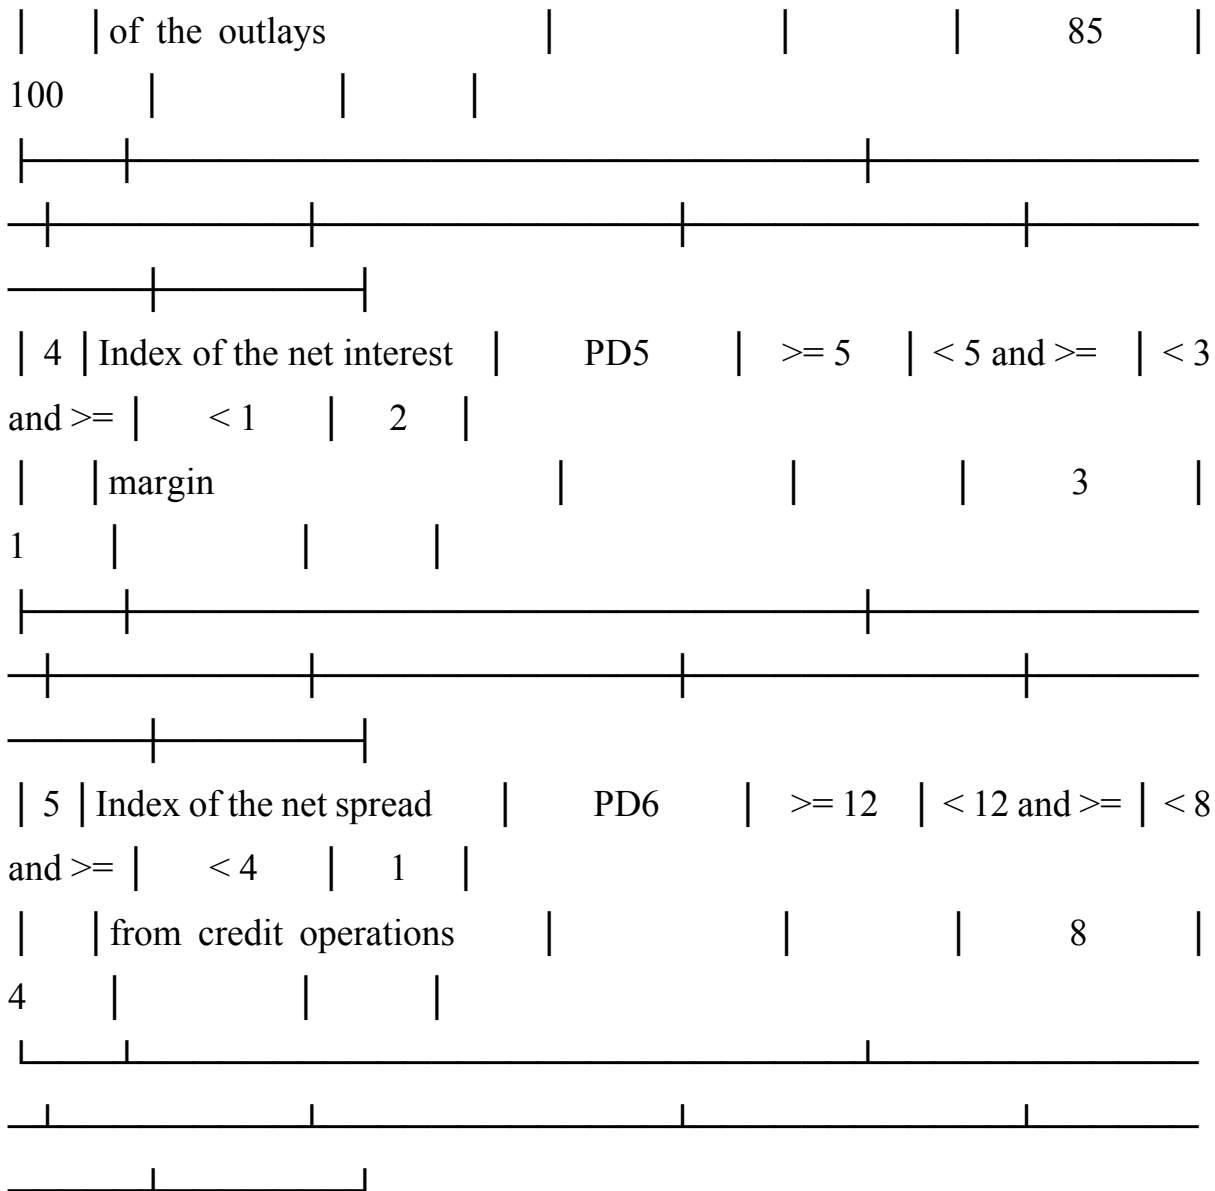 | | of the outlays | | | 85 |
100 | | |
| 4 | Index of the net interest | PD5 | >= 5 | < 5 and >= | < 3
and >= | < 1 | 2 |
| | margin | | | 3 |
1 | | |
| 5 | Index of the net spread | PD6 | >= 12 | < 12 and >= | < 8
and >= | < 4 | 1 |
| | from credit operations | | | 8 |
4 | | |